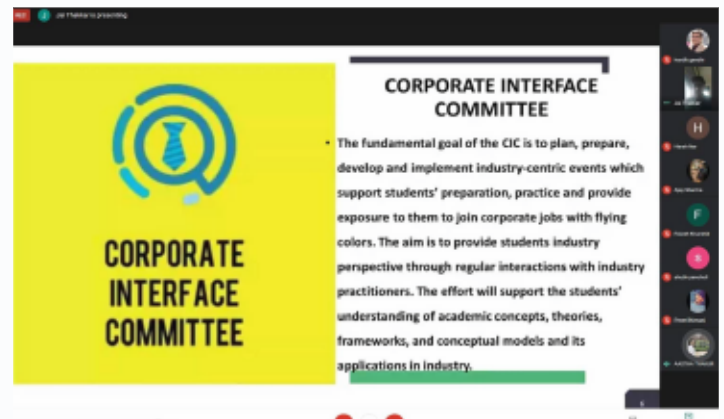 is presenting
CORPORATE INTERFACE
COMMITTEE
• The fundamental goal of the CIC is to plan, prepare,
develop and implement industry-centric events which
support students' preparation, practice and provide
exposure to them to join corporate jobs with flying
colors. The aim is to provide students industry
perspective through regular interactions with industry
practitioners. The effort will support the students'
understanding of academic concepts, theories,
frameworks, and conceptual models and its
applications in industry.
CORPORATE
INTERFACE
COMMITTEE
H
F
S